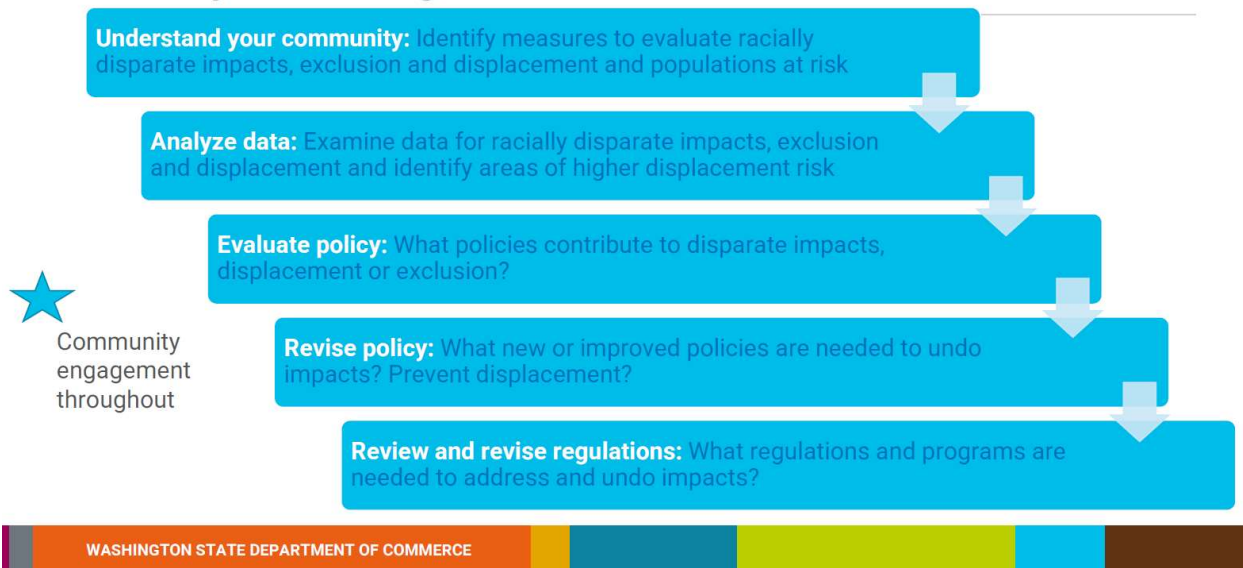 Understand your community: Identify measures to evaluate racially
disparate impacts, exclusion and displacement and populations at risk
Analyze data: Examine data for racially disparate impacts, exclusion
and displacement and identify areas of higher displacement risk
Evaluate policy: What policies contribute to disparate impacts,
displacement or exclusion?
Community
engagement
throughout
Revise policy: What new or improved policies are needed to undo
impacts? Prevent displacement?
Review and revise regulations: What regulations and programs are
needed to address and undo impacts?
WASHINGTON STATE DEPARTMENT OF COMMERCE